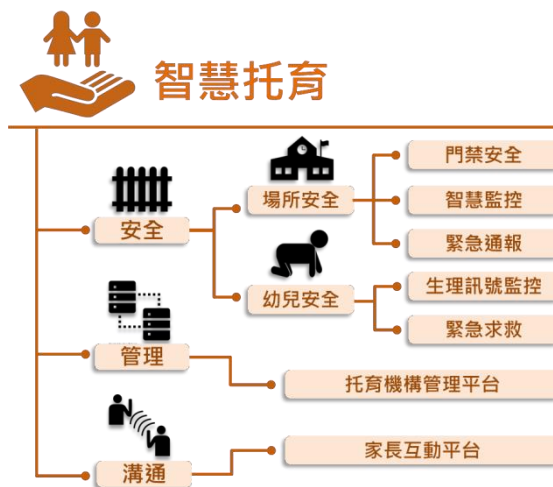 智慧托育
安全
場所安全
門禁安全
智慧監控
緊急通報
幼兒安全
生理訊號監控
緊急求救
管理
托育機構管理平台
溝通
家長互動平台